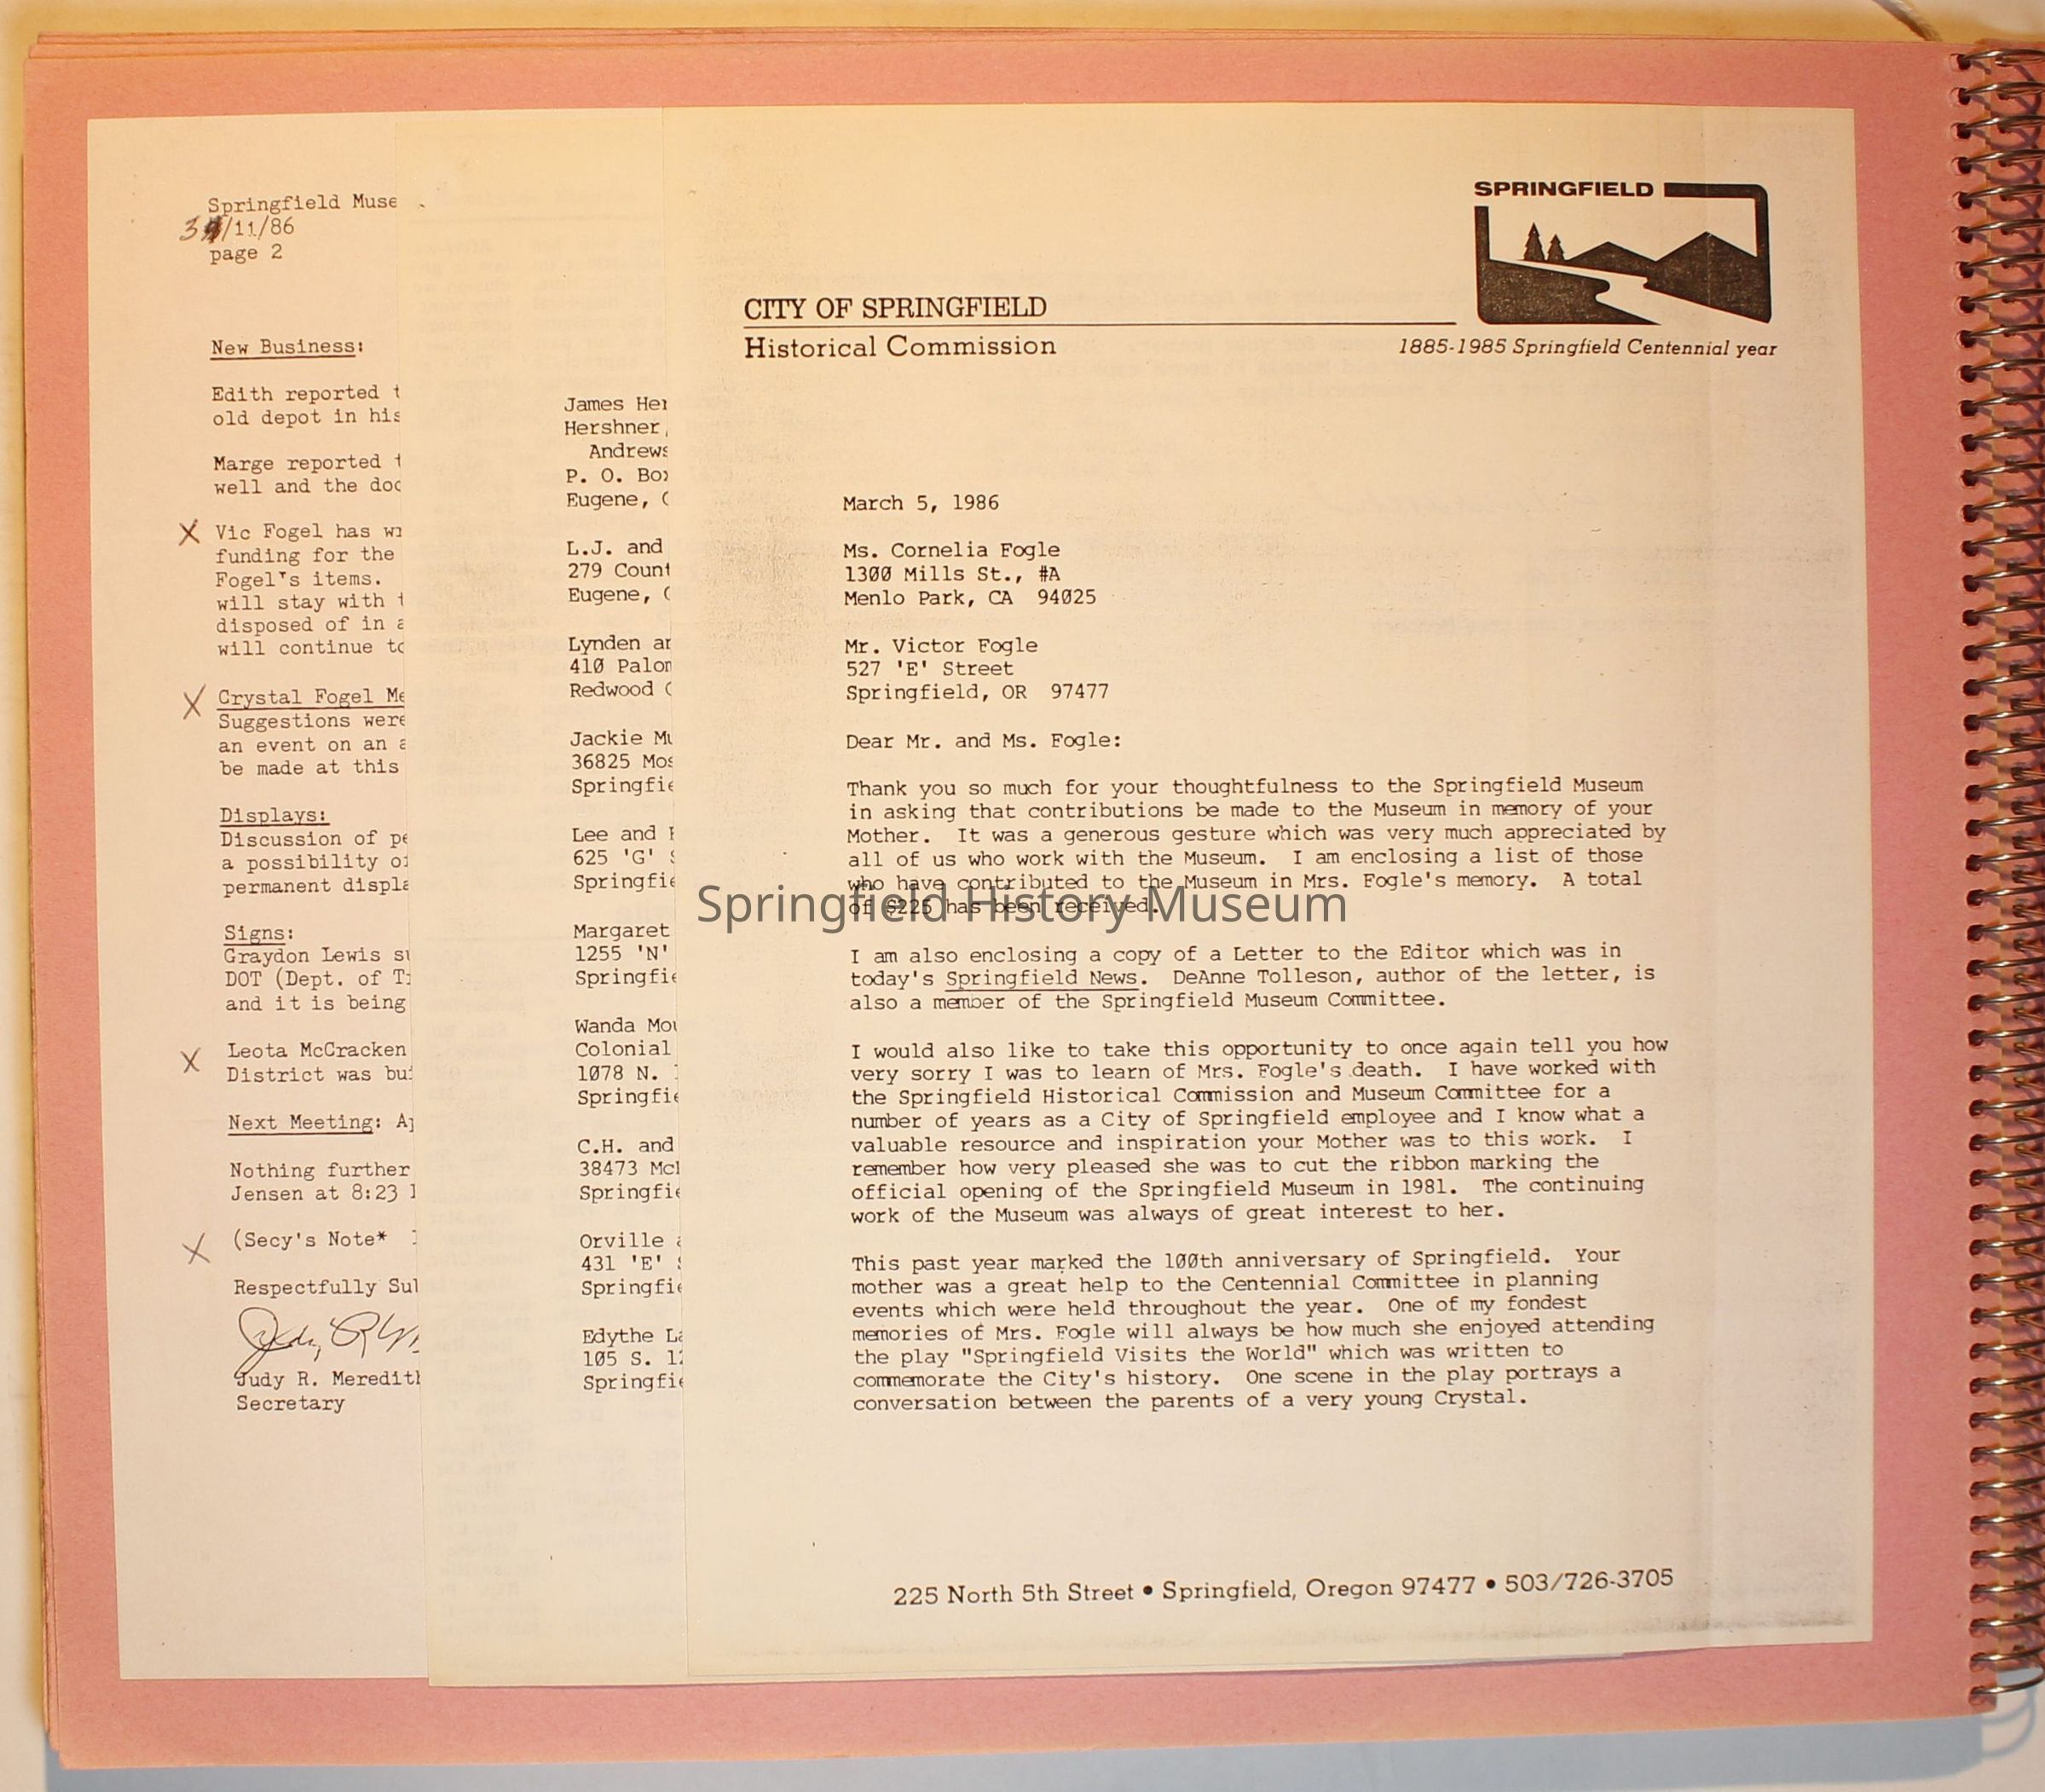 Springfield Muse
3/11/86
page 2
New Business:
Edith reported
old depot in his
Marge reported
well and the doc
X Vic Fogel has
funding for the
Fogel's items.
will stay with
disposed of in
will continue to
X Crystal Fogel Me
Suggestions were
an event on an
be made at this
Displays:
Discussion of pe
a possibility of
permanent displa
Signs:
Graydon Lewis su
DOT (Dept. of
and it is being
X Leota McCracken
District was bui
Next Meeting: Ap
Nothing further
Jensen at 8:23
X (Secy's Note*
Respectfully Sub
Judy R. Meredith
Secretary
James Her
Hershner,
Andrews
P. O. Box
Eugene,
L.J. and
279 Count
Eugene,
Lynden an
410 Palom
Redwood C
Jackie Mu
36825 Mos
Springfie
Lee and
625 'G'
Springfie
Margaret
1255 'N'
Springfie
Wanda Mou
Colonial
1078 N.
Springfie
C.H. and
38473 McK
Springfie
Orville
431 'E'
Springfie
Edythe La
105 S. 12
Springfie
SPRINGFIELD
CITY OF SPRINGFIELD
Historical Commission
1885-1985 Springfield Centennial year
March 5, 1986
Ms. Cornelia Fogle
1300 Mills St., #A
Menlo Park, CA 94025
Mr. Victor Fogle
527 'E' Street
Springfield, OR 97477
Dear Mr. and Ms. Fogle:
Thank you so much for your thoughtfulness to the Springfield Museum
in asking that contributions be made to the Museum in memory of your
Mother. It was a generous gesture which was very much appreciated by
all of us who work with the Museum. I am enclosing a list of those
who have contributed to the Museum in Mrs. Fogle's memory. A total
of $225 has been received.
Springfield History Museum
I am also enclosing a copy of a Letter to the Editor which was in
today's Springfield News. DeAnne Tolleson, author of the letter, is
also a member of the Springfield Museum Committee.
I would also like to take this opportunity to once again tell you how
very sorry I was to learn of Mrs. Fogle's death. I have worked with
the Springfield Historical Commission and Museum Committee for a
number of years as a City of Springfield employee and I know what a
valuable resource and inspiration your Mother was to this work. I
remember how very pleased she was to cut the ribbon marking the
official opening of the Springfield Museum in 1981. The continuing
work of the Museum was always of great interest to her.
This past year marked the 100th anniversary of Springfield. Your
mother was a great help to the Centennial Committee in planning
events which were held throughout the year. One of my fondest
memories of Mrs. Fogle will always be how much she enjoyed attending
the play "Springfield Visits the World" which was written to
commemorate the City's history. One scene in the play portrays a
conversation between the parents of a very young Crystal.
225 North 5th Street • Springfield, Oregon 97477 • 503/726-3705